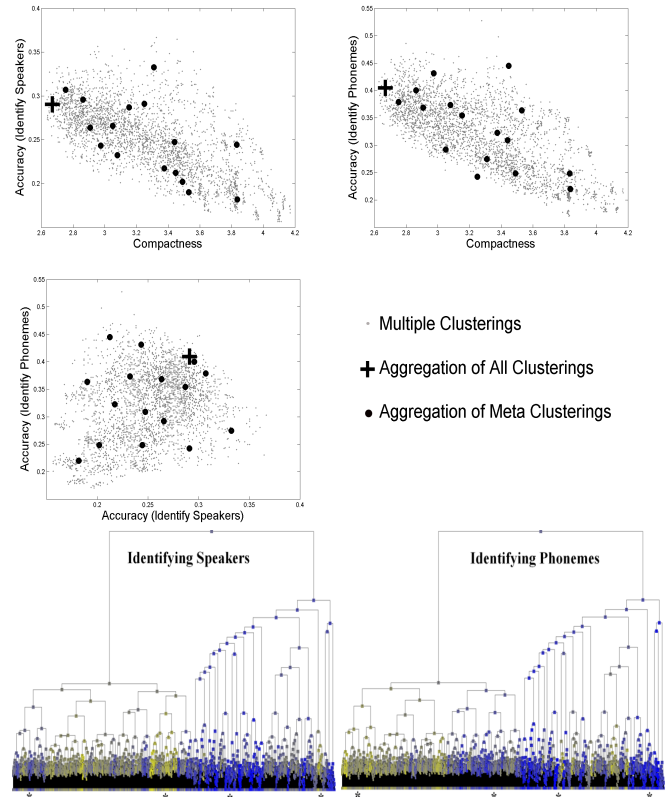 0.4
0.35
0.3
0.25
0.2
Accuracy (Identify Speakers)
2.6 2.8 3 3.2 3.4 3.6 3.8 4 4.2
Compactness
0.55
0.5
0.45
0.4
0.35
0.3
0.25
0.2
Accuracy (Identify Phonemes)
2.6 2.8 3 3.2 3.4 3.6 3.8 4 4.2
Compactness
0.55
0.5
0.45
0.4
0.35
0.3
0.25
0.2
Accuracy (Identify Phonemes)
0.2 0.25 0.3 0.35 0.4
Accuracy (Identify Speakers)
Multiple Clusterings
Aggregation of All Clusterings
Aggregation of Meta Clusterings
Identifying Speakers
Identifying Phonemes